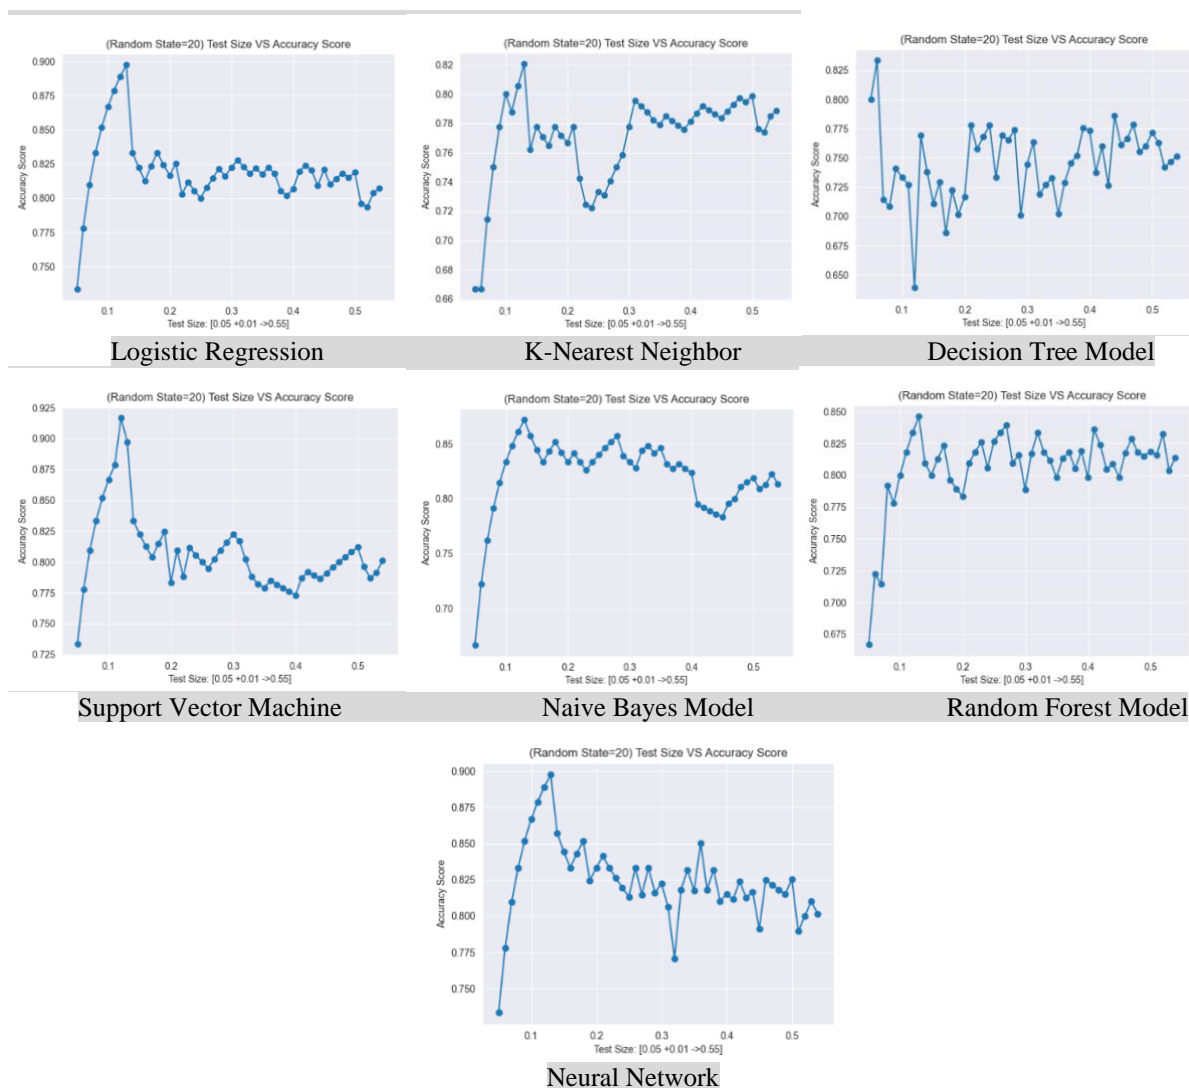 (Random State=20) Test Size VS Accuracy Score
Accuracy Score
0.900
0.875
0.850
0.825
0.800
0.775
0.750
0.1 0.2 0.3 0.4 0.5
Test Size: [0.05 +0.01 ->0.55]
Logistic Regression
(Random State=20) Test Size VS Accuracy Score
Accuracy Score
0.82
0.80
0.78
0.76
0.74
0.72
0.70
0.68
0.66
0.1 0.2 0.3 0.4 0.5
Test Size: [0.05 +0.01 ->0.55]
K-Nearest Neighbor
(Random State=20) Test Size VS Accuracy Score
Accuracy Score
0.825
0.800
0.775
0.750
0.725
0.700
0.675
0.650
0.1 0.2 0.3 0.4 0.5
Test Size: [0.05 +0.01 ->0.55]
Decision Tree Model
(Random State=20) Test Size VS Accuracy Score
Accuracy Score
0.925
0.900
0.875
0.850
0.825
0.800
0.775
0.750
0.725
0.1 0.2 0.3 0.4 0.5
Test Size: [0.05 +0.01 ->0.55]
Support Vector Machine
(Random State=20) Test Size VS Accuracy Score
Accuracy Score
0.85
0.80
0.75
0.70
0.1 0.2 0.3 0.4 0.5
Test Size: [0.05 +0.01 ->0.55]
Naive Bayes Model
(Random State=20) Test Size VS Accuracy Score
Accuracy Score
0.850
0.825
0.800
0.775
0.750
0.725
0.700
0.675
0.1 0.2 0.3 0.4 0.5
Test Size: [0.05 +0.01 ->0.55]
Random Forest Model
(Random State=20) Test Size VS Accuracy Score
Accuracy Score
0.900
0.875
0.850
0.825
0.800
0.775
0.750
0.1 0.2 0.3 0.4 0.5
Test Size: [0.05 +0.01 ->0.55]
Neural Network